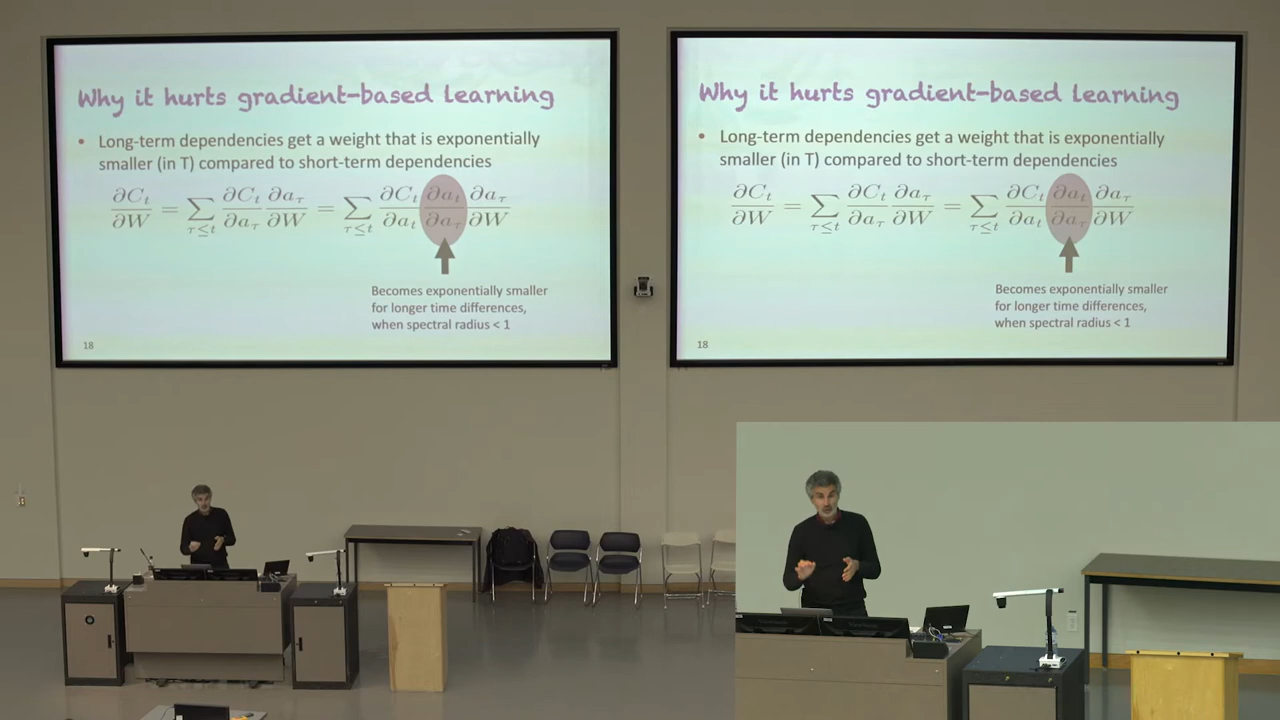 Why it hurts gradient-based learning
• Long-term dependencies get a weight that is exponentially
smaller (in T) compared to short-term dependencies
∂C_t/∂W = ∑_{τ≤t} ∂C_t/∂a_τ ∂a_τ/∂W = ∑_{τ≤t} ∂C_t/∂a_t ∂a_t/∂a_τ ∂a_τ/∂W
Becomes exponentially smaller
for longer time differences,
when spectral radius < 1
18
Why it hurts gradient-based learning
• Long-term dependencies get a weight that is exponentially
smaller (in T) compared to short-term dependencies
∂C_t/∂W = ∑_{τ≤t} ∂C_t/∂a_τ ∂a_τ/∂W = ∑_{τ≤t} ∂C_t/∂a_t ∂a_t/∂a_τ ∂a_τ/∂W
Becomes exponentially smaller
for longer time differences,
when spectral radius < 1
18